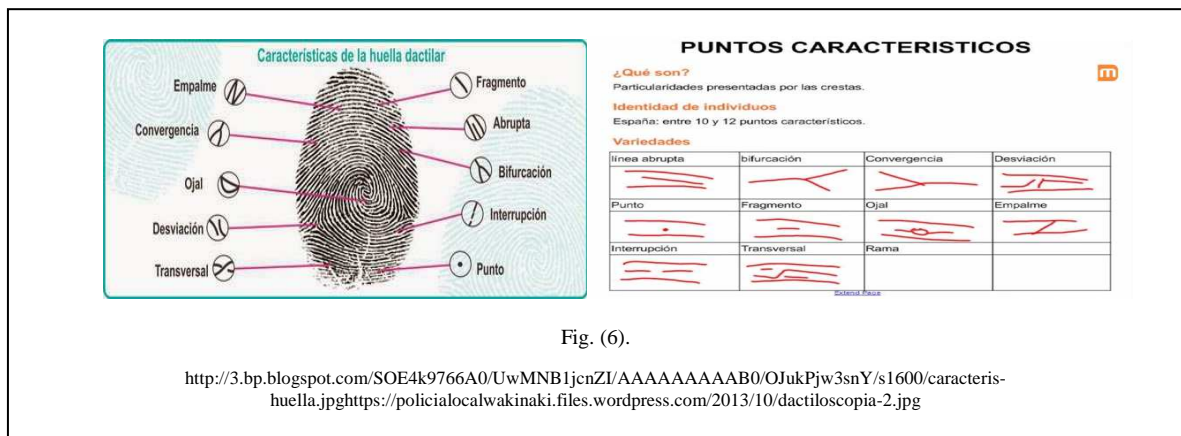 Características de la huella dactilar
Empalme
Convergencia
Ojal
Desviación
Transversal
Fragmento
Abrupta
Bifurcación
Interrupción
Punto
PUNTOS CARACTERISTICOS
¿Qué son?
Particularidades presentadas por las crestas.
Identidad de individuos
España: entre 10 y 12 puntos característicos.
Variedades
línea abrupta bifurcación Convergencia Desviación
Punto Fragmento Ojal Empalme
Interrupción Transversal Rama
Extend Page
Fig. (6).
http://3.bp.blogspot.com/SOE4k9766A0/UwMNB1jcnZI/AAAAAAAAAB0/OJukPjw3snY/s1600/caracteris-
huella.jpghttps://policialocalwakinaki.files.wordpress.com/2013/10/dactiloscopia-2.jpg